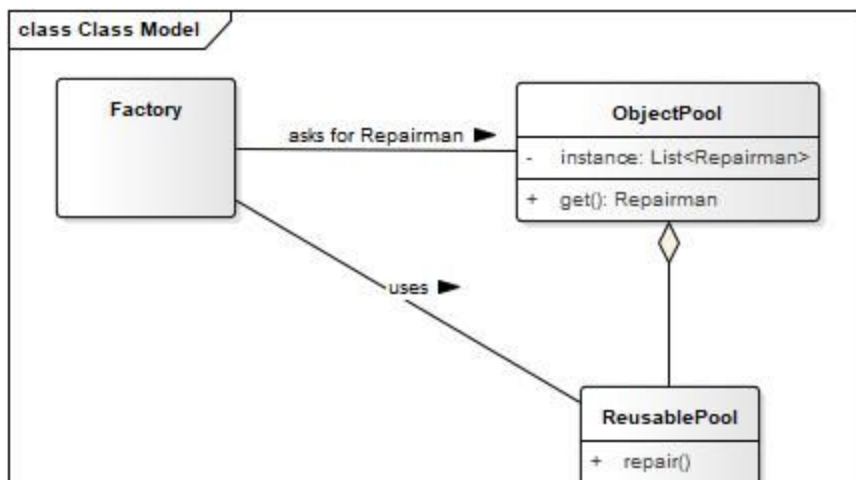 class Class Model
Factory
asks for Repairman
ObjectPool
- instance: List<Repairman>
+ get(): Repairman
uses
ReusablePool
+ repair()